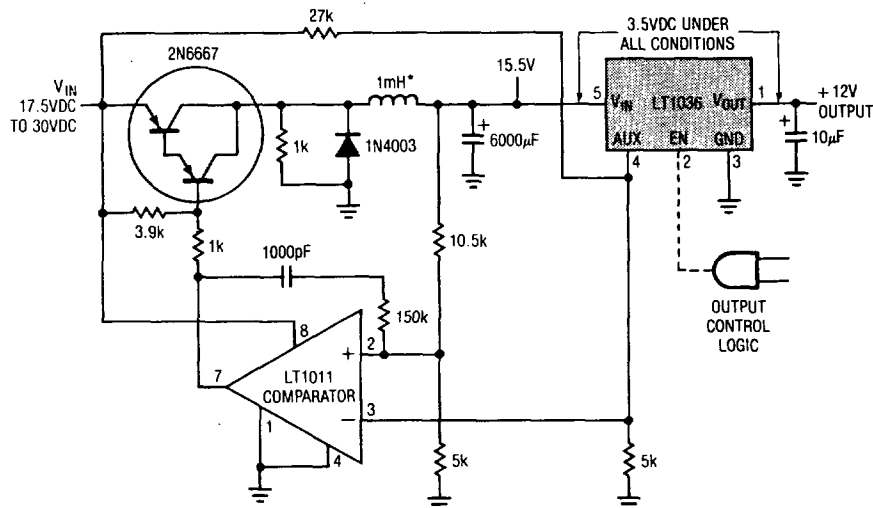 27k
2N6667
3.5VDC UNDER
ALL CONDITIONS
V_IN
17.5VDC
TO 30VDC
1mH*
15.5V
5 V_IN LT1036 V_OUT 1
+ 12V
OUTPUT
AUX EN GND
4 2 3
1k
1N4003
+
6000µF
+
10µF
3.9k
1k
1000pF
10.5k
150k
OUTPUT
CONTROL
LOGIC
8
2
+
7
LT1011
COMPARATOR
3
−
1
4
5k
5k